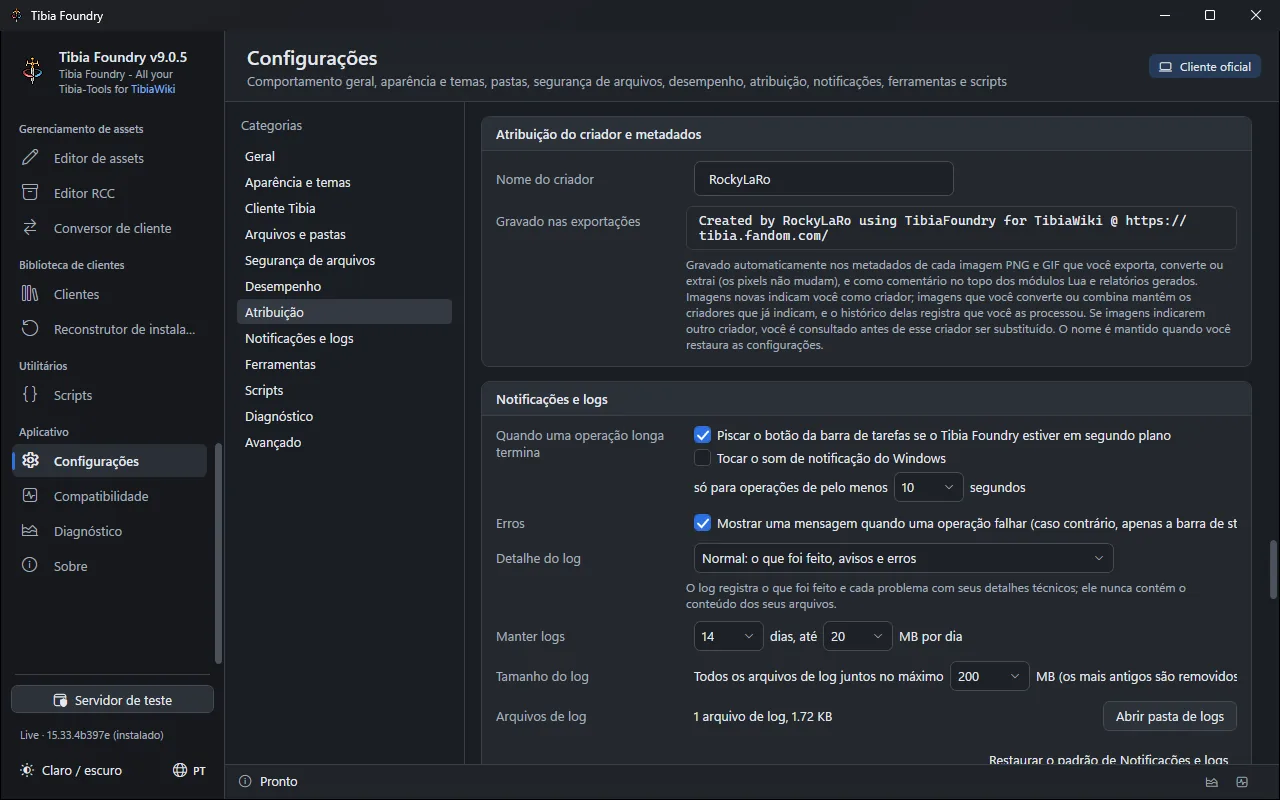 Tibia Foundry
Tibia Foundry v9.0.5
Tibia Foundry - All your
Tibia-Tools for TibiaWiki
Gerenciamento de assets
Editor de assets
Editor RCC
Conversor de cliente
Biblioteca de clientes
Clientes
Reconstrutor de instala...
Utilitários
Scripts
Aplicativo
Configurações
Compatibilidade
Diagnóstico
Sobre
Servidor de teste
Live · 15.33.4b397e (instalado)
Claro / escuro
PT
Configurações
Comportamento geral, aparência e temas, pastas, segurança de arquivos, desempenho, atribuição, notificações, ferramentas e scripts
Cliente oficial
Categorias
Geral
Aparência e temas
Cliente Tibia
Arquivos e pastas
Segurança de arquivos
Desempenho
Atribuição
Notificações e logs
Ferramentas
Scripts
Diagnóstico
Avançado
Atribuição do criador e metadados
Nome do criador
RockyLaRo
Gravado nas exportações
Created by RockyLaRo using TibiaFoundry for TibiaWiki @ https://
tibia.fandom.com/
Gravado automaticamente nos metadados de cada imagem PNG e GIF que você exporta, converte ou
extrai (os pixels não mudam), e como comentário no topo dos módulos Lua e relatórios gerados.
Imagens novas indicam você como criador; imagens que você converte ou combina mantêm os
criadores que já indicam, e o histórico delas registra que você as processou. Se imagens indicarem
outro criador, você é consultado antes de esse criador ser substituído. O nome é mantido quando você
restaura as configurações.
Notificações e logs
Quando uma operação longa
termina
Piscar o botão da barra de tarefas se o Tibia Foundry estiver em segundo plano
Tocar o som de notificação do Windows
só para operações de pelo menos 10 segundos
Erros
Mostrar uma mensagem quando uma operação falhar (caso contrário, apenas a barra de st
Detalhe do log
Normal: o que foi feito, avisos e erros
O log registra o que foi feito e cada problema com seus detalhes técnicos; ele nunca contém o
conteúdo dos seus arquivos.
Manter logs
14 dias, até 20 MB por dia
Tamanho do log
Todos os arquivos de log juntos no máximo 200 MB (os mais antigos são removidos
Arquivos de log
1 arquivo de log, 1.72 KB
Abrir pasta de logs
Restaurar o padrão de Notificações e logs
Pronto